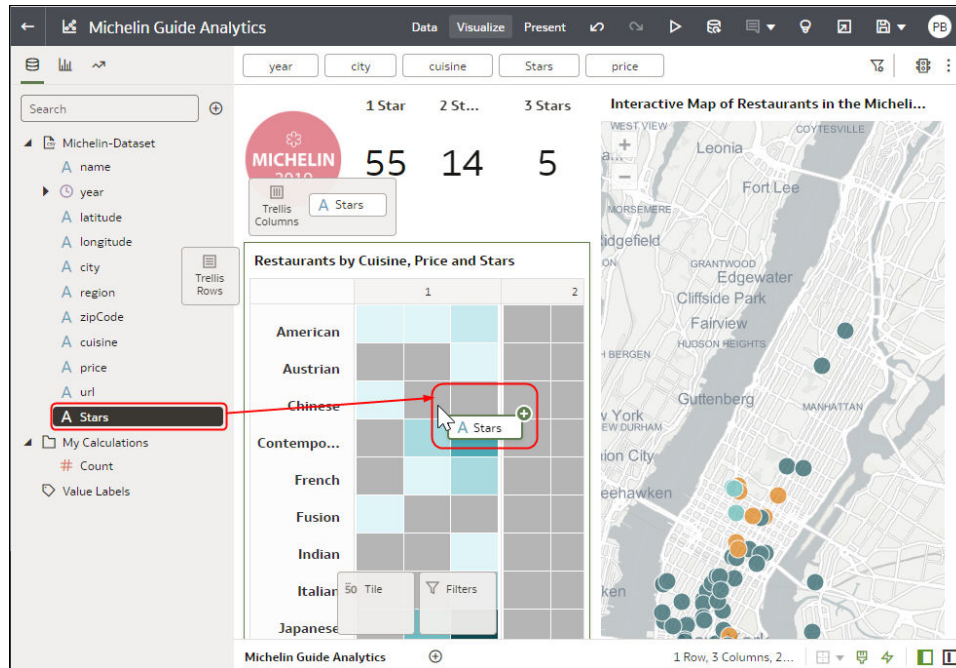 Michelin Guide Analytics
Data Visualize Present
PB
year city cuisine Stars price
Search
Michelin-Dataset
A name
year
A latitude
A longitude
A city
A region
A zipCode
A cuisine
A price
A url
A Stars
My Calculations
# Count
Value Labels
Trellis
Rows
1 Star 2 St... 3 Stars
MICHELIN
2019
55 14 5
Trellis
Columns
A Stars
Restaurants by Cuisine, Price and Stars
1 2
American
Austrian
Chinese
A Stars
Contempo...
French
Fusion
Indian
Italian
50 Tile
Filters
Japanese
Interactive Map of Restaurants in the Micheli...
WEST VIEW
COYTESVILLE
+
−
Leonia
Fort Lee
MORSEMERE
idgefield
ON
GRANTWOOD
Edgewater
Cliffside Park
Fairview
HUDSON HEIGHTS
H BERGEN
Guttenberg
MANHATTAN
v York
EW DURHAM
ion City
eehawken
ken
Michelin Guide Analytics
1 Row, 3 Columns, 2...